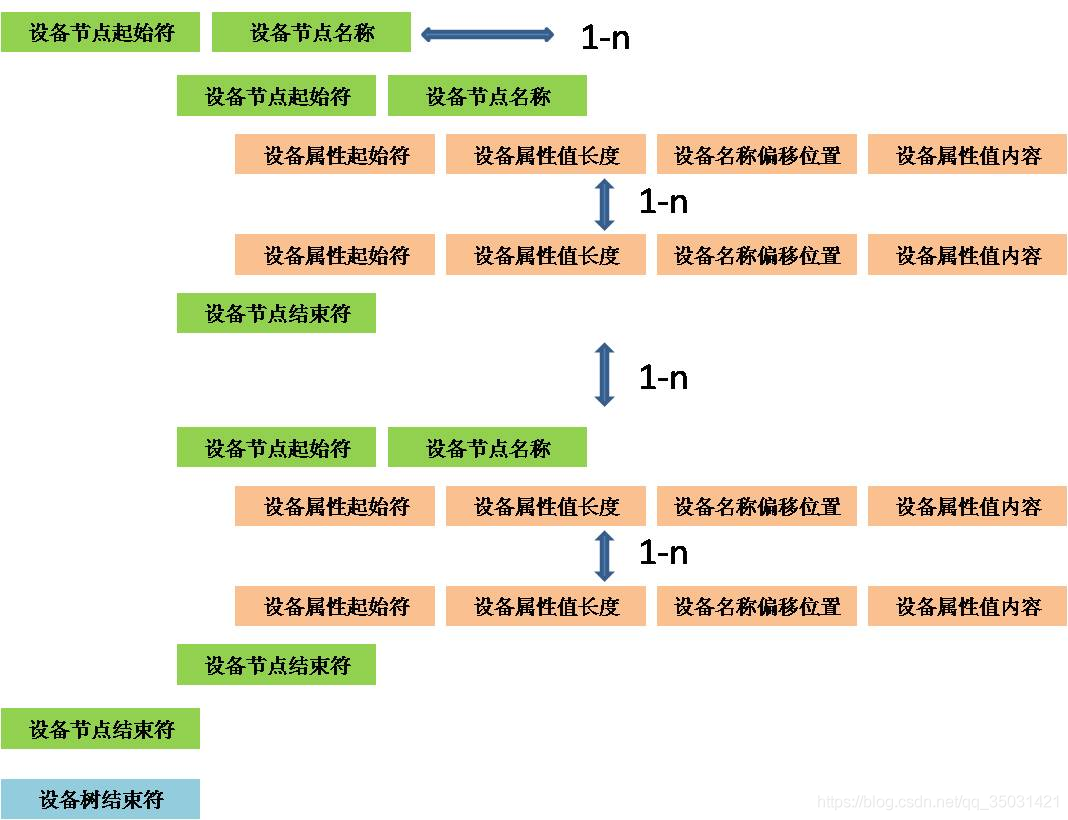 设备节点起始符 设备节点名称 1-n
设备节点起始符 设备节点名称
设备属性起始符 设备属性值长度 设备名称偏移位置 设备属性值内容
1-n
设备属性起始符 设备属性值长度 设备名称偏移位置 设备属性值内容
设备节点结束符
1-n
设备节点起始符 设备节点名称
设备属性起始符 设备属性值长度 设备名称偏移位置 设备属性值内容
1-n
设备属性起始符 设备属性值长度 设备名称偏移位置 设备属性值内容
设备节点结束符
设备节点结束符
设备树结束符
https://blog.csdn.net/qq_35031421